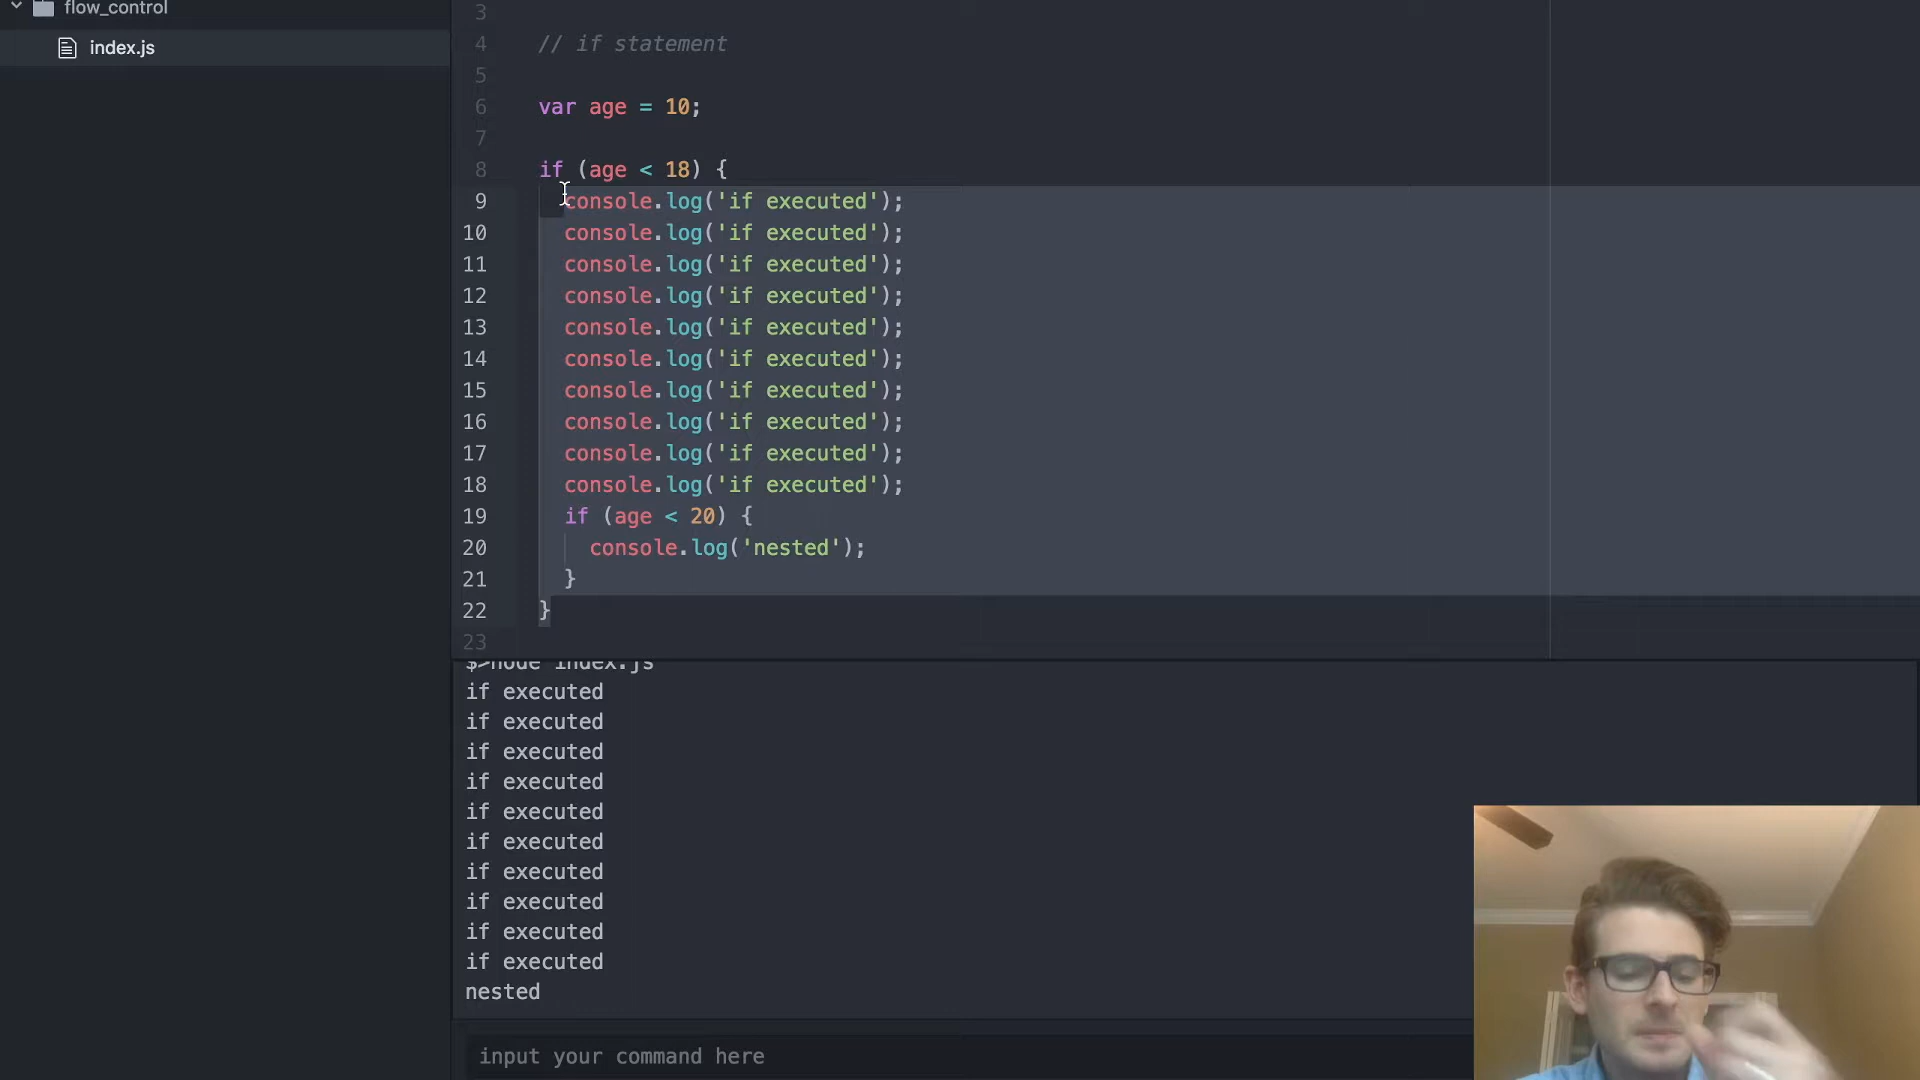 flow_control
index.js
3
4 // if statement
5
6 var age = 10;
7
8 if (age < 18) {
9 console.log('if executed');
10 console.log('if executed');
11 console.log('if executed');
12 console.log('if executed');
13 console.log('if executed');
14 console.log('if executed');
15 console.log('if executed');
16 console.log('if executed');
17 console.log('if executed');
18 console.log('if executed');
19 if (age < 20) {
20 console.log('nested');
21 }
22 }
23
$>node index.js
if executed
if executed
if executed
if executed
if executed
if executed
if executed
if executed
if executed
if executed
nested
input your command here